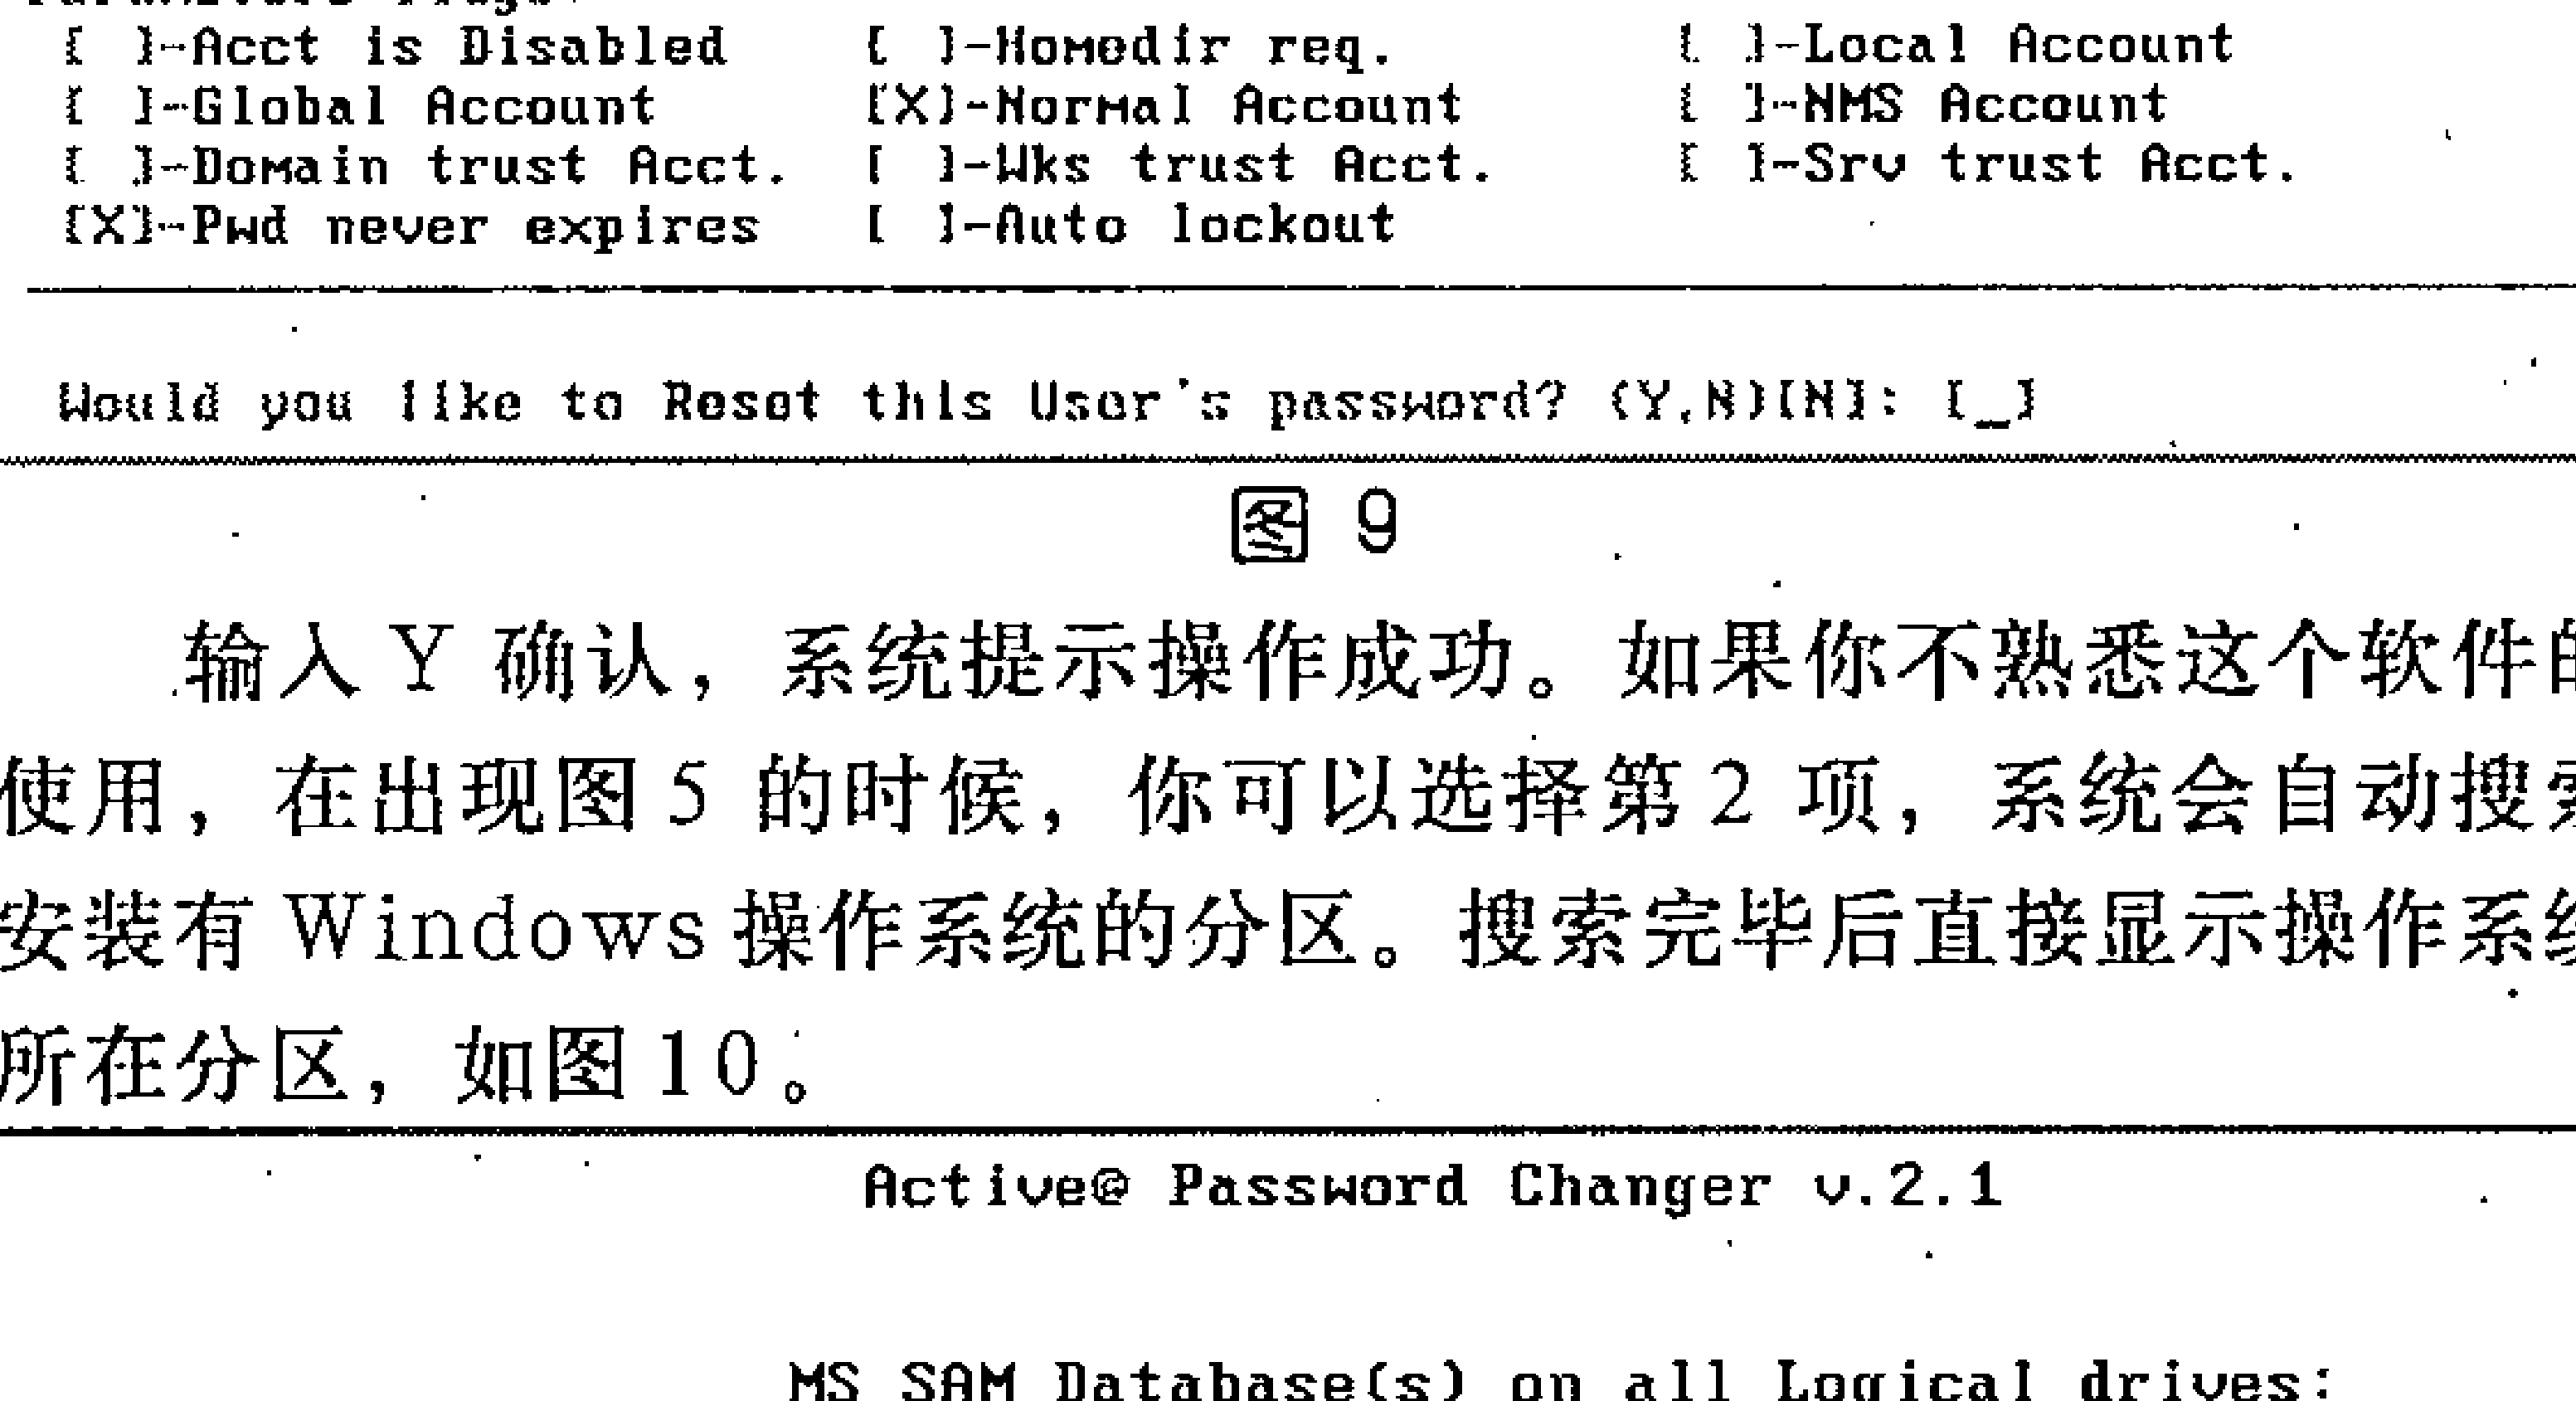 [ ]-Acct is Disabled [ ]-Homedir req. [ ]-Local Account
[ ]-Global Account [X]-Normal Account [ ]-NMS Account
[ ]-Domain trust Acct. [ ]-Wks trust Acct. [ ]-Srv trust Acct.
[X]-Pwd never expires [ ]-Auto lockout
Would you like to Reset this User's password? (Y,N)[N]: [_]
图 9
输入 Y 确认，系统提示操作成功。如果你不熟悉这个软件的
使用，在出现图 5 的时候，你可以选择第 2 项，系统会自动搜索
安装有 Windows 操作系统的分区。搜索完毕后直接显示操作系统
所在分区，如图 10。
Active@ Password Changer v.2.1
MS SAM Database(s) on all Logical drives: